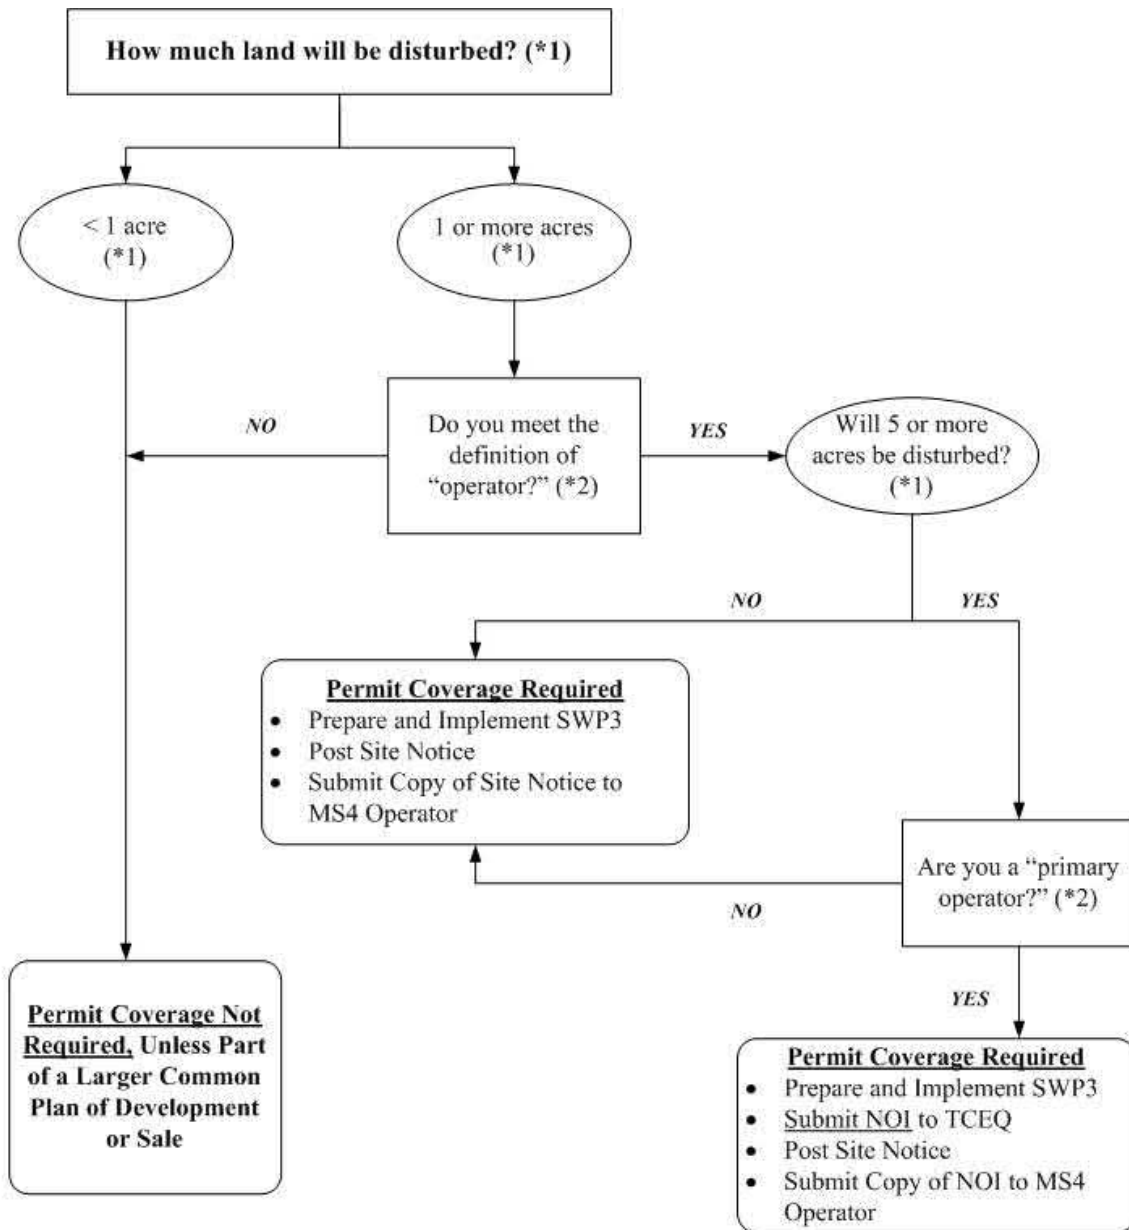 How much land will be disturbed? (*1)
< 1 acre
(*1)
1 or more acres
(*1)
NO
Do you meet the
definition of
“operator?” (*2)
YES
Will 5 or more
acres be disturbed?
(*1)
NO
YES
Permit Coverage Required
• Prepare and Implement SWP3
• Post Site Notice
• Submit Copy of Site Notice to
MS4 Operator
Are you a “primary
operator?” (*2)
NO
YES
Permit Coverage Not
Required, Unless Part
of a Larger Common
Plan of Development
or Sale
Permit Coverage Required
• Prepare and Implement SWP3
• Submit NOI to TCEQ
• Post Site Notice
• Submit Copy of NOI to MS4
Operator